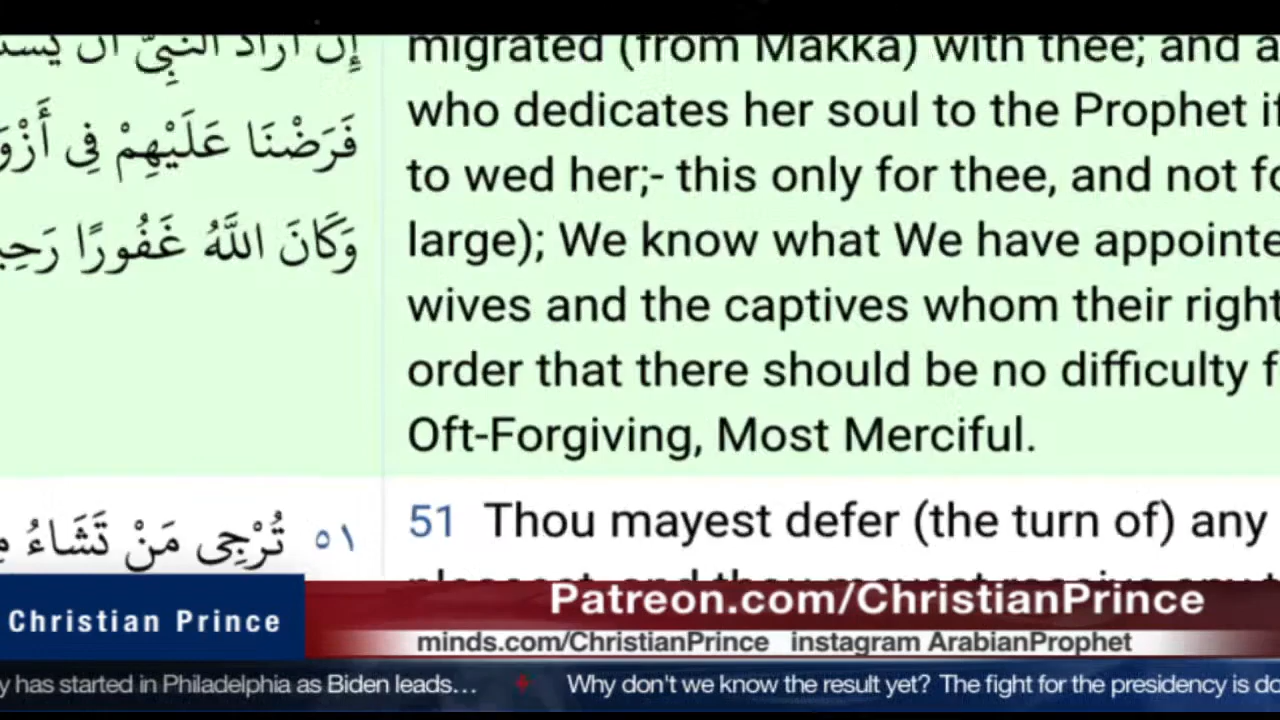 إِن أَرَادَ النَّبِيُّ أَن
فَرَضْنَا عَلَيْهِمْ فِي
وَكَانَ اللَّهُ غَفُورًا
migrated (from Makka) with thee; and a
who dedicates her soul to the Prophet if
to wed her;- this only for thee, and not fo
large); We know what We have appointe
wives and the captives whom their right
order that there should be no difficulty f
Oft-Forgiving, Most Merciful.
٥١ تُرْجِي مَنْ تَشَاءُ
51 Thou mayest defer (the turn of) any
Christian Prince
Patreon.com/ChristianPrince
minds.com/ChristianPrince instagram ArabianProphet
y has started in Philadelphia as Biden leads... Why don't we know the result yet? The fight for the presidency is do